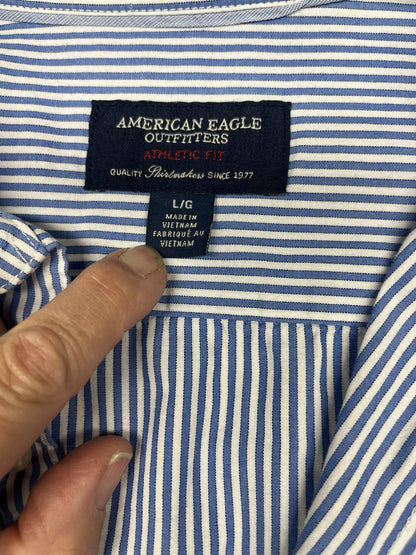 AMERICAN EAGLE
OUTFITTERS
ATHLETIC FIT
QUALITY Shirtmakers SINCE 1977
L/G
MADE IN
VIETNAM
FABRIQUÉ AU
VIETNAM